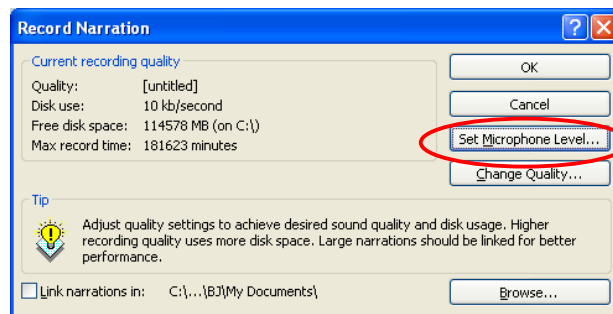 Record Narration
Current recording quality
Quality: [untitled]
Disk use: 10 kb/second
Free disk space: 114578 MB (on C:\)
Max record time: 181623 minutes
OK
Cancel
Set Microphone Level...
Change Quality...
Tip
Adjust quality settings to achieve desired sound quality and disk usage. Higher
recording quality uses more disk space. Large narrations should be linked for better
performance.
Link narrations in: C:\...\BJ\My Documents\
Browse...